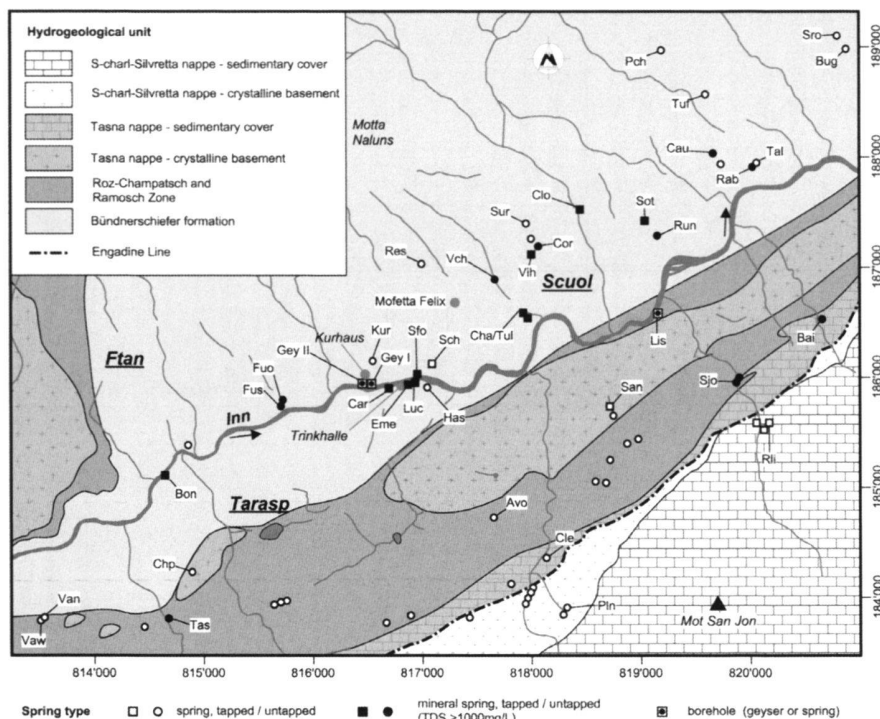 Hydrogeological unit
S-charl-Silvretta nappe - sedimentary cover
S-charl-Silvretta nappe - crystalline basement
Tasna nappe - sedimentary cover
Tasna nappe - crystalline basement
Roz-Champatsch and
Ramosch Zone
Bündnerschiefer formation
Engadine Line
Motta
Naluns
Sro
Bug
Pch
Tuf
Cau
Tal
Rab
Clo
Sot
Run
Sur
Cor
Vih
Res
Vch
Scuol
Mofetta Felix
Cha/Tul
Lis
Bai
Kurhaus
Kur
Sfo
Sch
Gey II
Gey I
Ftan
Fuo
Fus
Car
Eme
Luc
Has
Trinkhalle
Inn
San
Sjo
Rli
Bon
Tarasp
Avo
Cle
Chp
Pln
Van
Vaw
Tas
Mot San Jon
189'000
188'000
187'000
186'000
185'000
184'000
814'000
815'000
816'000
817'000
818'000
819'000
820'000
Spring type
spring, tapped / untapped
mineral spring, tapped / untapped
(TDS >1000mg/L)
borehole (geyser or spring)